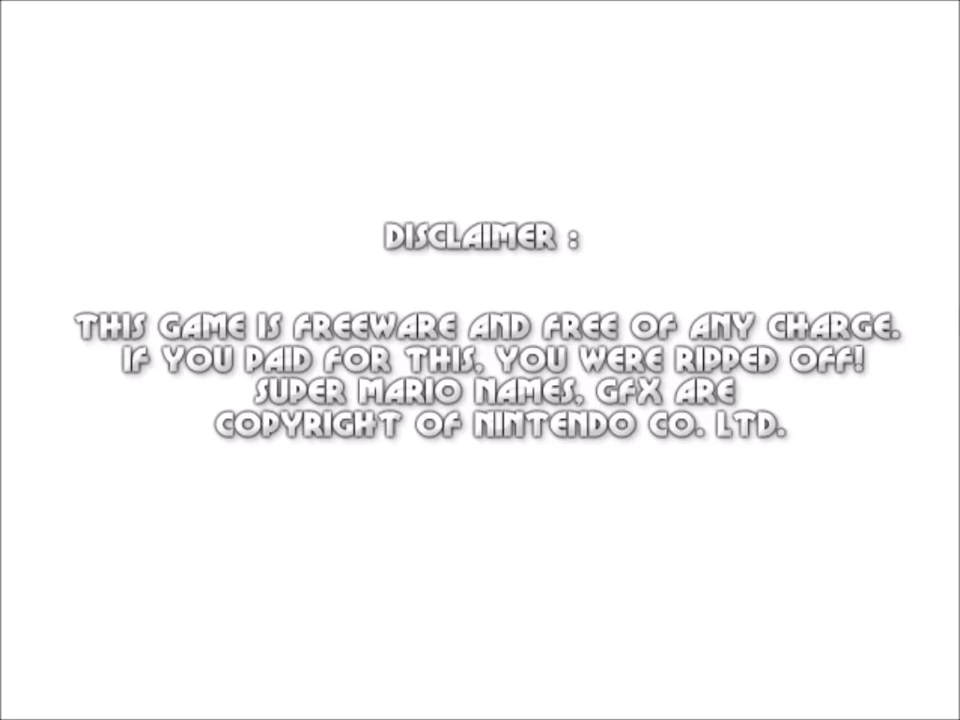 DISCLAIMER :
THIS GAME IS FREEWARE AND FREE OF ANY CHARGE.
IF YOU PAID FOR THIS, YOU WERE RIPPED OFF!
SUPER MARIO NAMES, GFX ARE
COPYRIGHT OF NINTENDO CO. LTD.